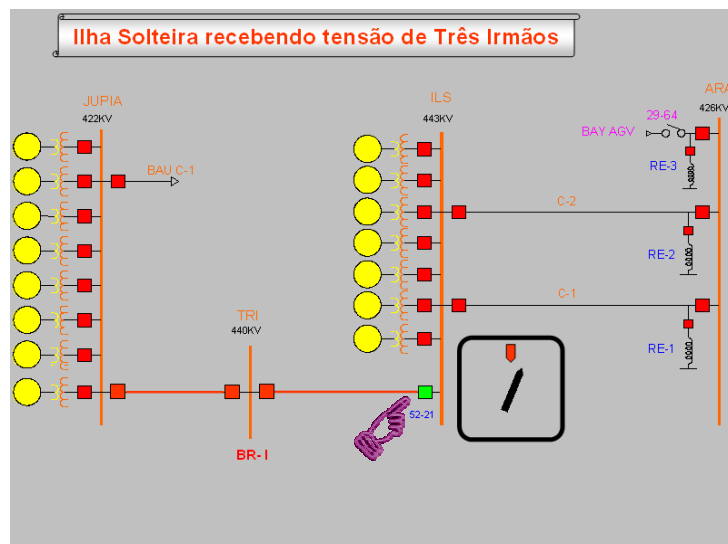 Ilha Solteira recebendo tensão de Três Irmãos
JUPIA
422KV
ILS
443KV
ARA
426KV
29-64
BAY AGV
RE-3
BAU C-1
C-2
RE-2
C-1
RE-1
TRI
440KV
52-21
BR- I